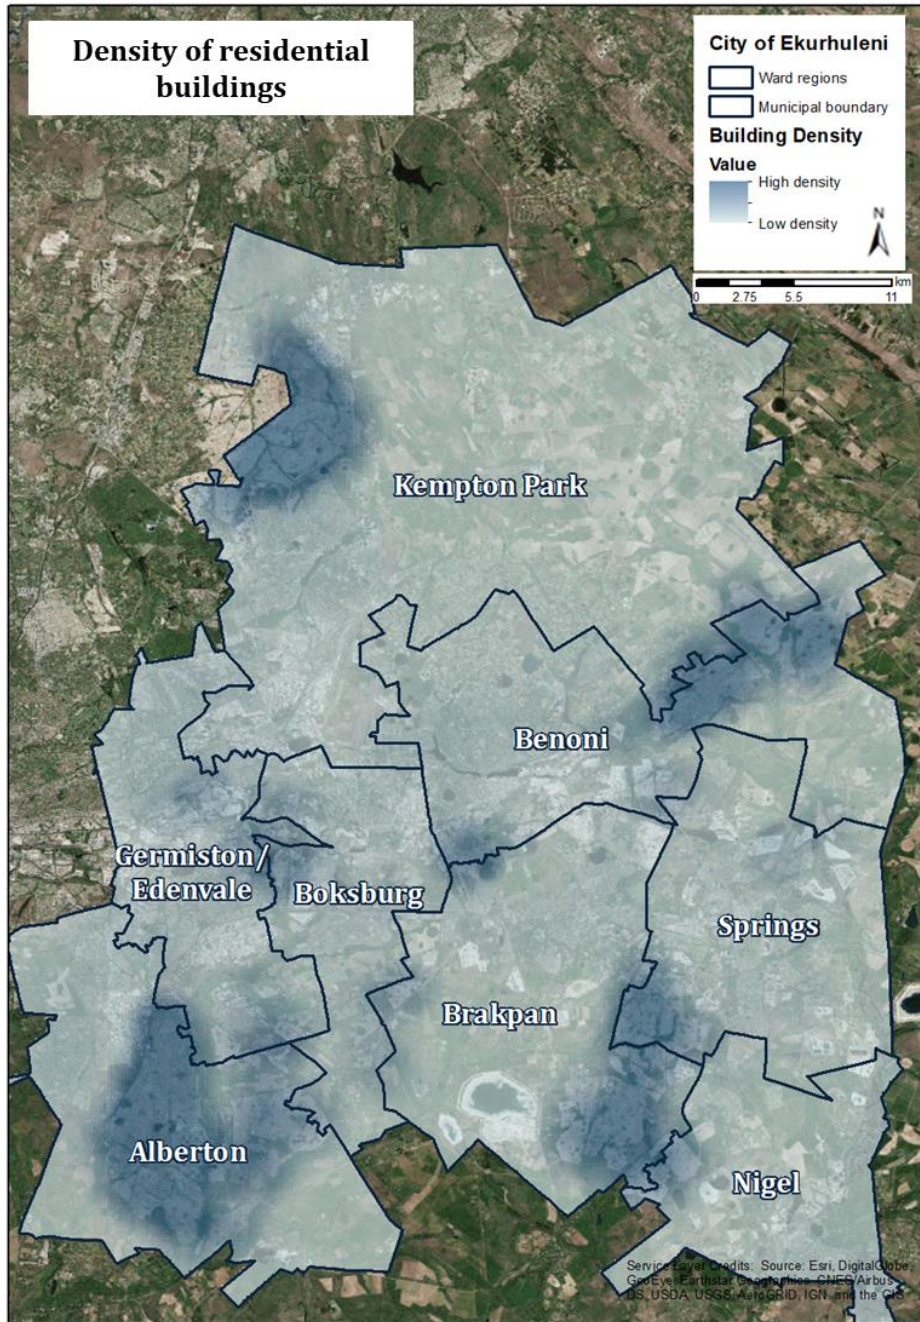 Density of residential
buildings
City of Ekurhuleni
Ward regions
Municipal boundary
Building Density
Value
High density
Low density
N
km
0 2.75 5.5 11
Kempton Park
Benoni
Germiston/
Edenvale
Boksburg
Springs
Brakpan
Alberton
Nigel
Service Layer Credits: Source: Esri, DigitalGlobe,
GeoEye, Earthstar Geographics, CNES/Airbus
DS, USDA, USGS, AeroGRID, IGN, and the GIS